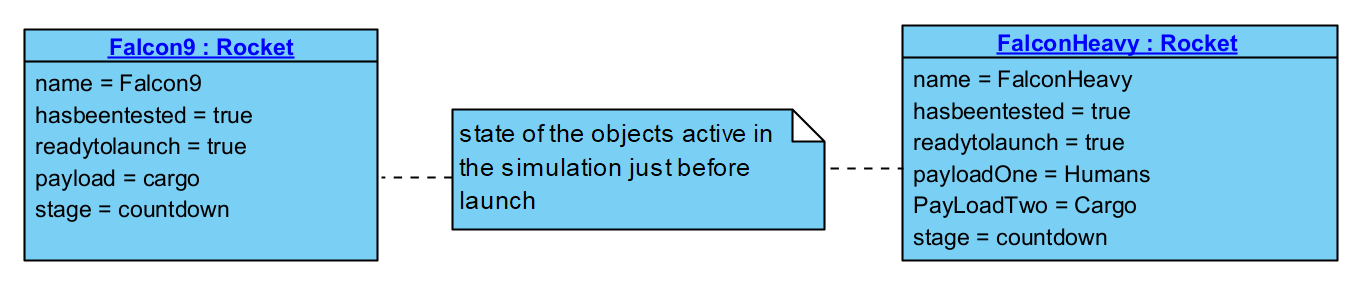 Falcon9 : Rocket
name = Falcon9
hasbeentested = true
readytolaunch = true
payload = cargo
stage = countdown
state of the objects active in
the simulation just before
launch
FalconHeavy : Rocket
name = FalconHeavy
hasbeentested = true
readytolaunch = true
payloadOne = Humans
PayLoadTwo = Cargo
stage = countdown